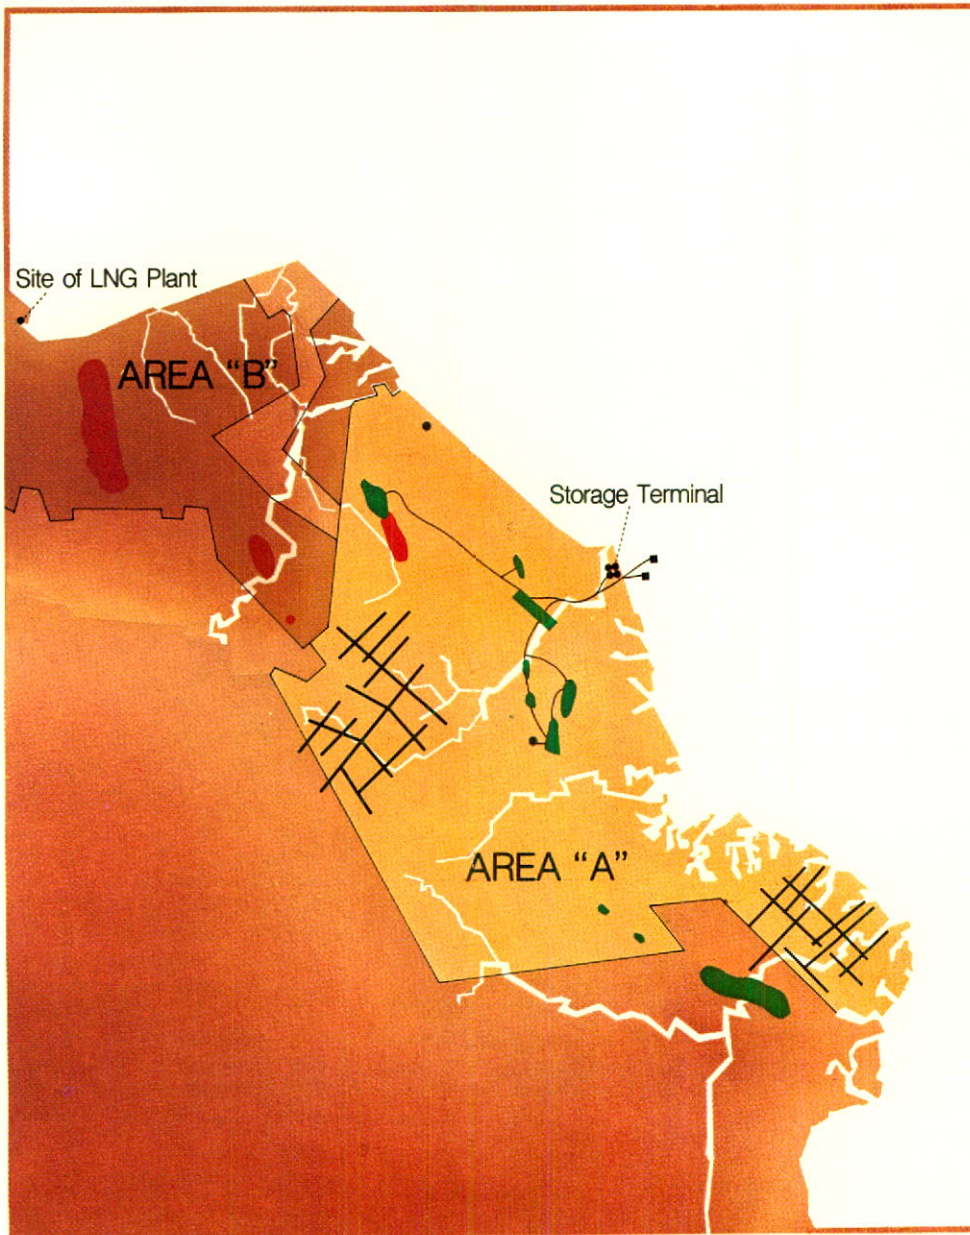 Site of LNG Plant
AREA “B”
Storage Terminal
AREA “A”